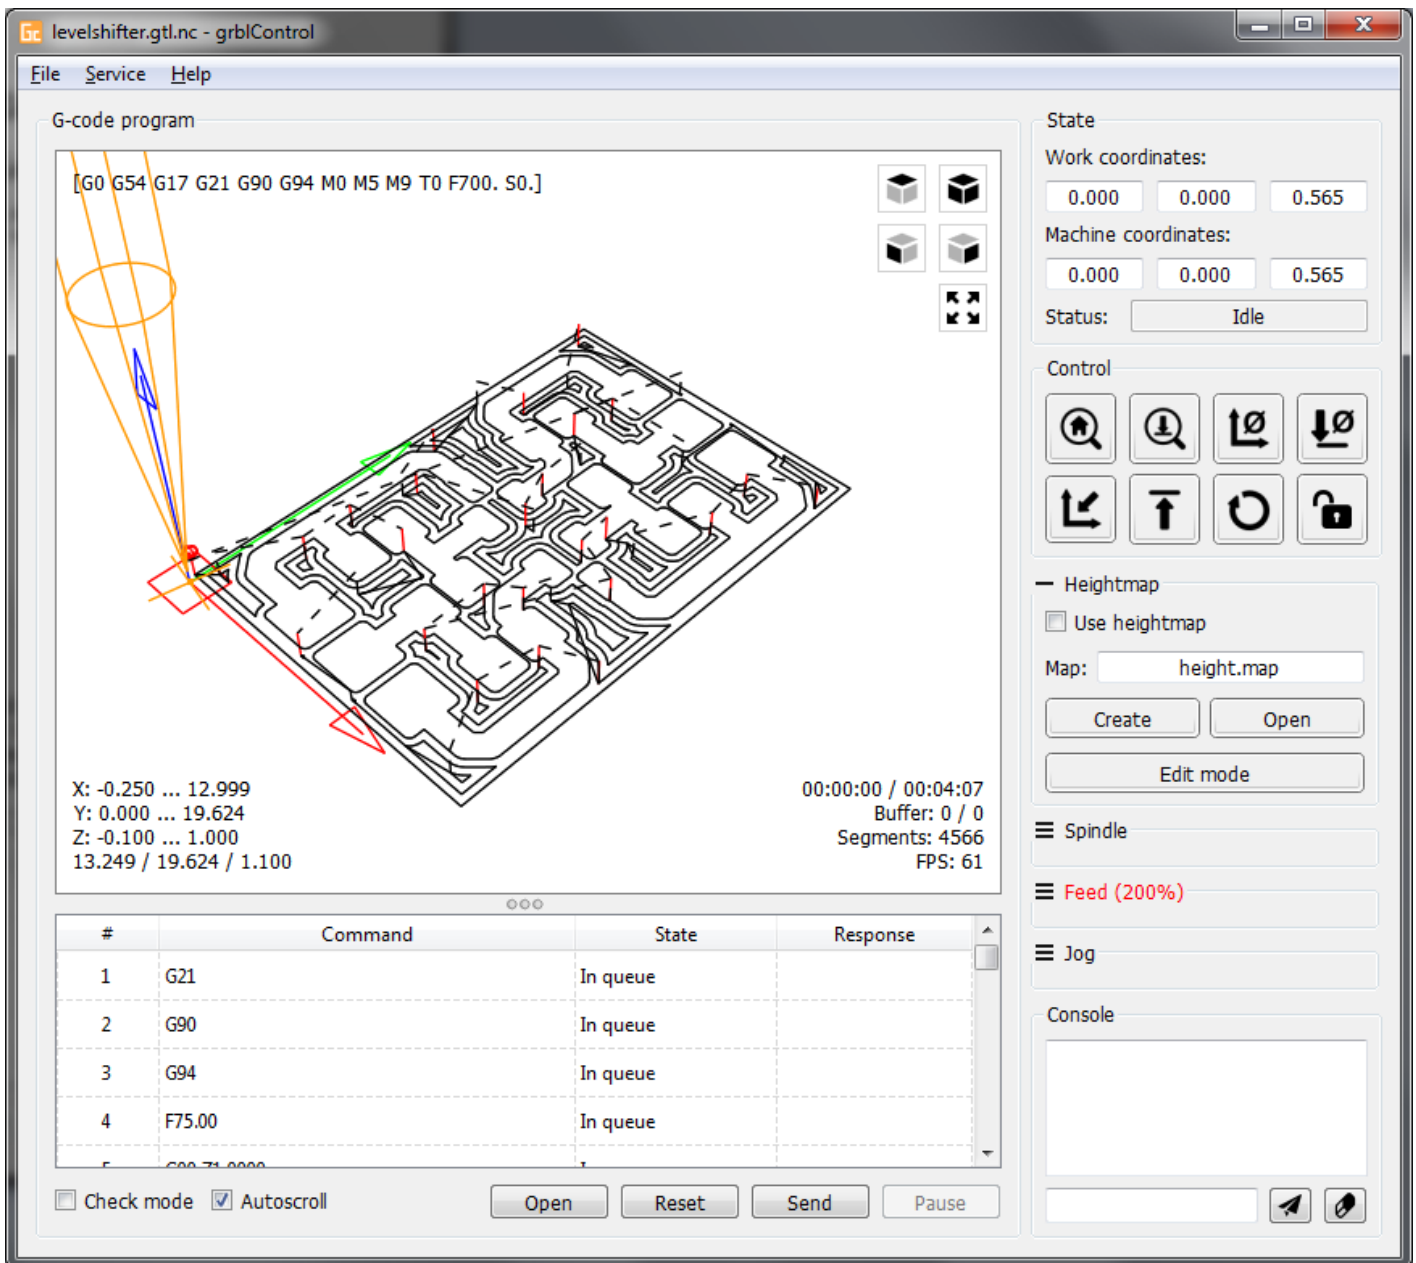 Gc levelshifter.gtl.nc - grblControl
File Service Help
G-code program
[G0 G54 G17 G21 G90 G94 M0 M5 M9 T0 F700. S0.]
X: -0.250 ... 12.999
Y: 0.000 ... 19.624
Z: -0.100 ... 1.000
13.249 / 19.624 / 1.100
00:00:00 / 00:04:07
Buffer: 0 / 0
Segments: 4566
FPS: 61
# Command State Response
1 G21 In queue
2 G90 In queue
3 G94 In queue
4 F75.00 In queue
Check mode Autoscroll Open Reset Send Pause
State
Work coordinates:
0.000 0.000 0.565
Machine coordinates:
0.000 0.000 0.565
Status: Idle
Control
Heightmap
Use heightmap
Map: height.map
Create Open
Edit mode
Spindle
Feed (200%)
Jog
Console